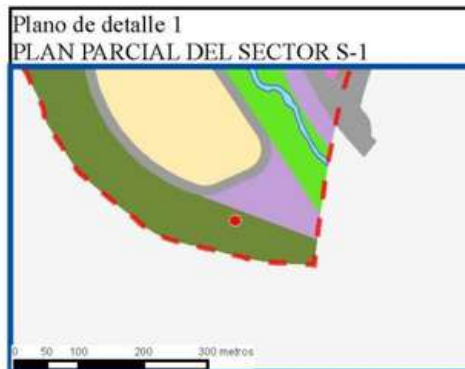 Plano de detalle 1
PLAN PARCIAL DEL SECTOR S-1
0 50 100 200 300 metros